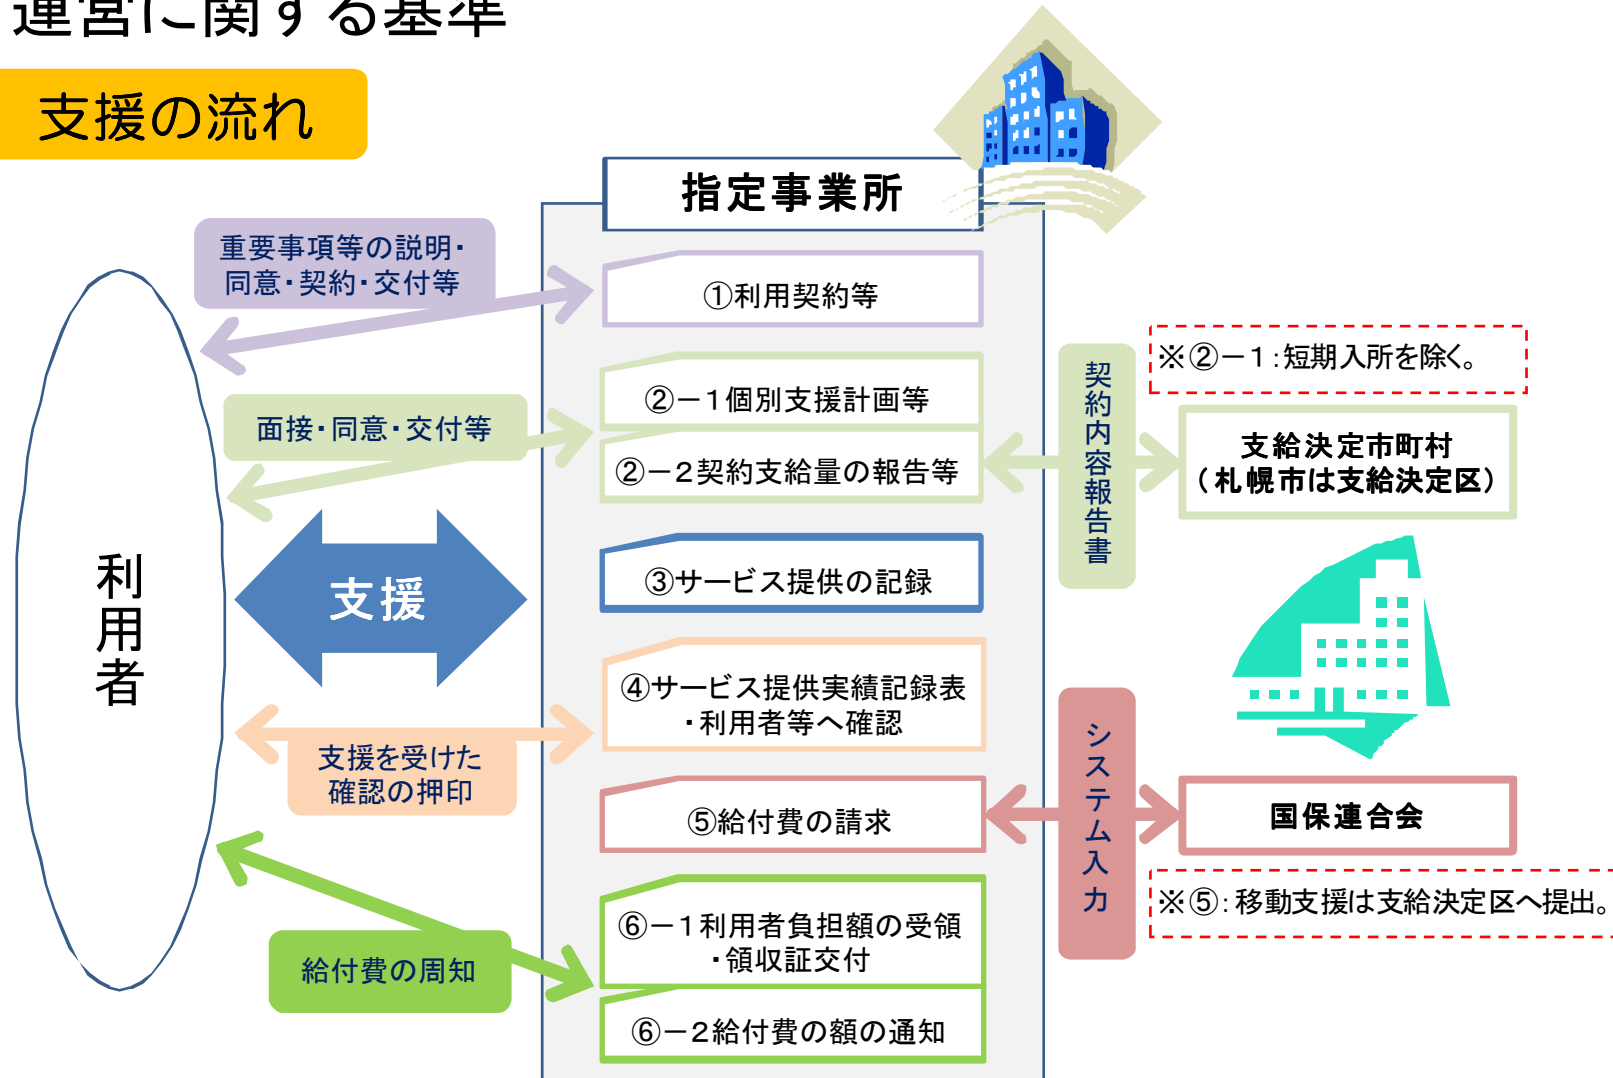 運営に関する基準
支援の流れ
指定事業所
重要事項等の説明・
同意・契約・交付等
①利用契約等
※②－1：短期入所を除く。
②－1個別支援計画等
面接・同意・交付等
②－2契約支給量の報告等
契約内容報告書
支給決定市町村
（札幌市は支給決定区）
利用者
支援
③サービス提供の記録
④サービス提供実績記録表
・利用者等へ確認
支援を受けた
確認の押印
⑤給付費の請求
システム入力
国保連合会
※⑤：移動支援は支給決定区へ提出。
⑥－1利用者負担額の受領
・領収証交付
給付費の周知
⑥－2給付費の額の通知